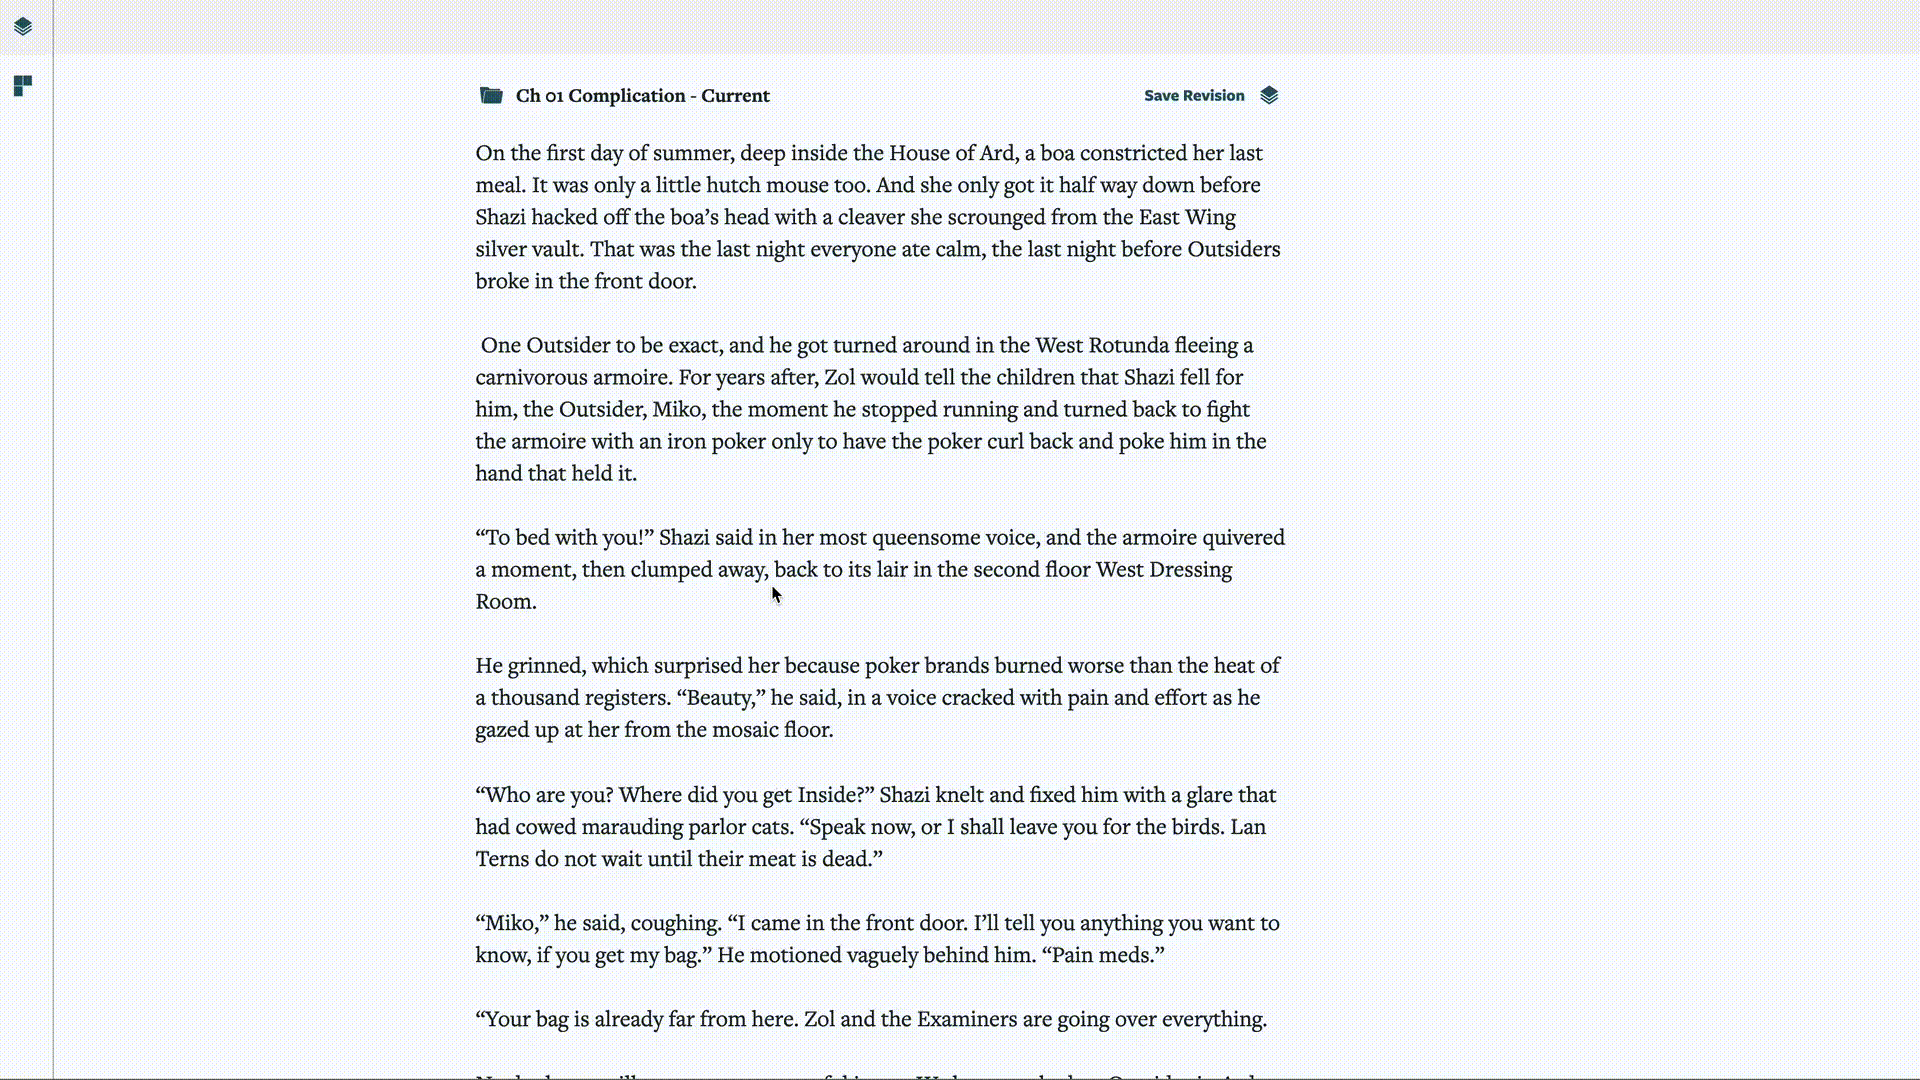 Ch 01 Complication - Current
Save Revision
On the first day of summer, deep inside the House of Ard, a boa constricted her last
meal. It was only a little hutch mouse too. And she only got it half way down before
Shazi hacked off the boa’s head with a cleaver she scrounged from the East Wing
silver vault. That was the last night everyone ate calm, the last night before Outsiders
broke in the front door.
One Outsider to be exact, and he got turned around in the West Rotunda fleeing a
carnivorous armoire. For years after, Zol would tell the children that Shazi fell for
him, the Outsider, Miko, the moment he stopped running and turned back to fight
the armoire with an iron poker only to have the poker curl back and poke him in the
hand that held it.
“To bed with you!” Shazi said in her most queensome voice, and the armoire quivered
a moment, then clumped away, back to its lair in the second floor West Dressing
Room.
He grinned, which surprised her because poker brands burned worse than the heat of
a thousand registers. “Beauty,” he said, in a voice cracked with pain and effort as he
gazed up at her from the mosaic floor.
“Who are you? Where did you get Inside?” Shazi knelt and fixed him with a glare that
had cowed marauding parlor cats. “Speak now, or I shall leave you for the birds. Lan
Terns do not wait until their meat is dead.”
“Miko,” he said, coughing. “I came in the front door. I’ll tell you anything you want to
know, if you get my bag.” He motioned vaguely behind him. “Pain meds.”
“Your bag is already far from here. Zol and the Examiners are going over everything.